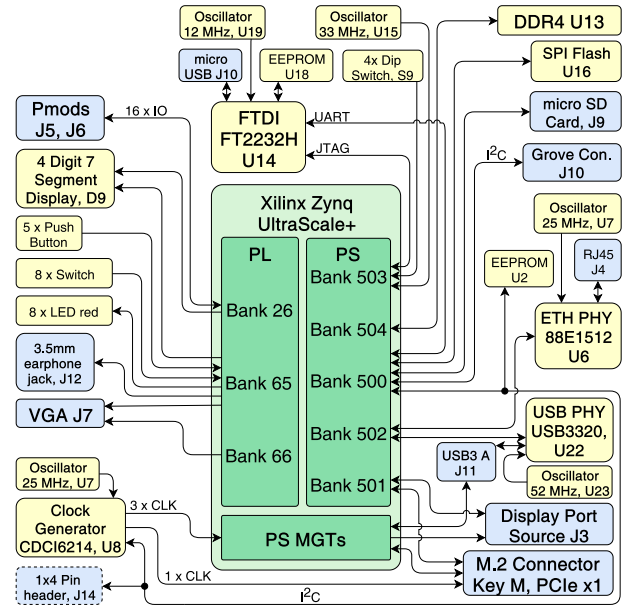 Oscillator
12 MHz, U19
Oscillator
33 MHz, U15
DDR4 U13
micro
USB J10
EEPROM
U18
4x Dip
Switch, S9
SPI Flash
U16
Pmods
J5, J6
16 x IO
FTDI
FT2232H
U14
UART
JTAG
micro SD
Card, J9
4 Digit 7
Segment
Display, D9
I²C
Grove Con.
J10
Xilinx Zynq
UltraScale+
Oscillator
25 MHz, U7
5 x Push
Button
PL
PS
EEPROM
U2
RJ45
J4
8 x Switch
Bank 503
8 x LED red
Bank 26
Bank 504
ETH PHY
88E1512
U6
3.5mm
earphone
jack, J12
Bank 65
Bank 500
VGA J7
Bank 502
USB PHY
USB3320,
U22
Bank 66
USB3 A
J11
Oscillator
25 MHz, U7
Bank 501
Oscillator
52 MHz, U23
Clock
Generator
CDCI6214, U8
3 x CLK
PS MGTs
Display Port
Source J3
1x4 Pin
header, J14
1 x CLK
M.2 Connector
Key M, PCIe x1
I²C